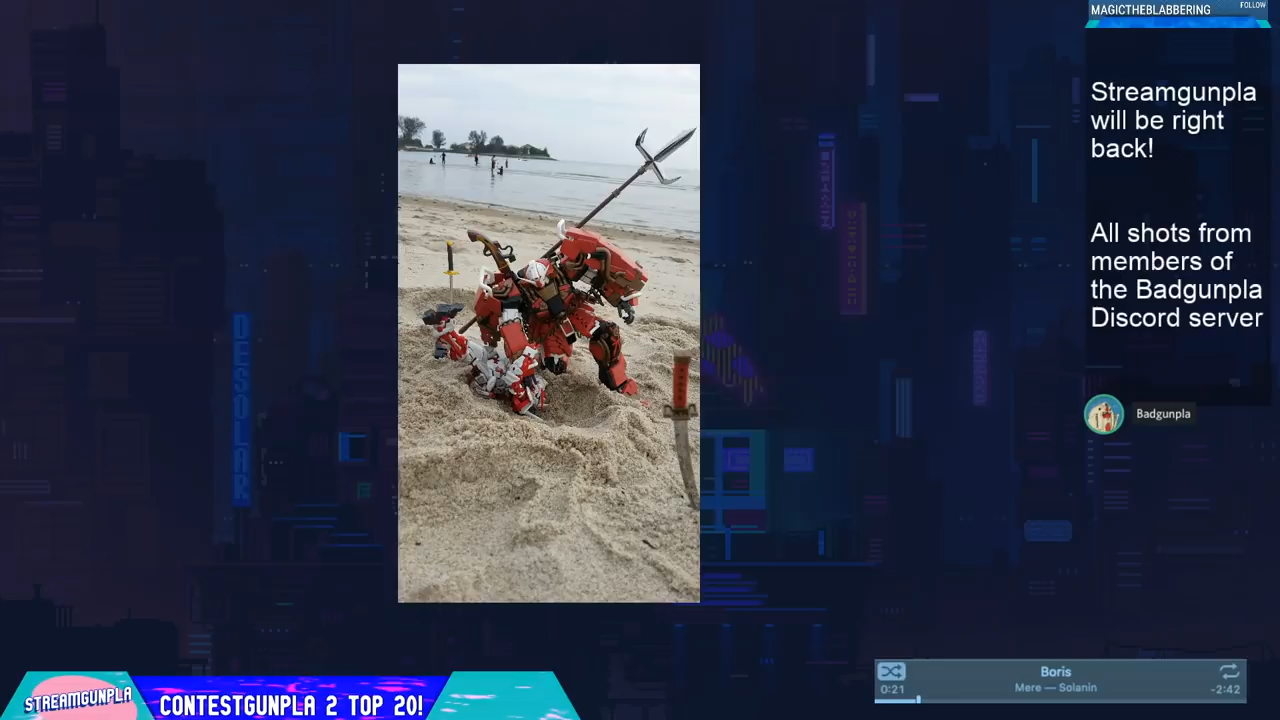 MAGICTHEBLABBERING
FOLLOW
Streamgunpla
will be right
back!
All shots from
members of
the Badgunpla
Discord server
Badgunpla
DESOLAR
STREAMGUNPLA
CONTESTGUNPLA 2 TOP 20!
Boris
0:21
Mere — Solanin
-2:42